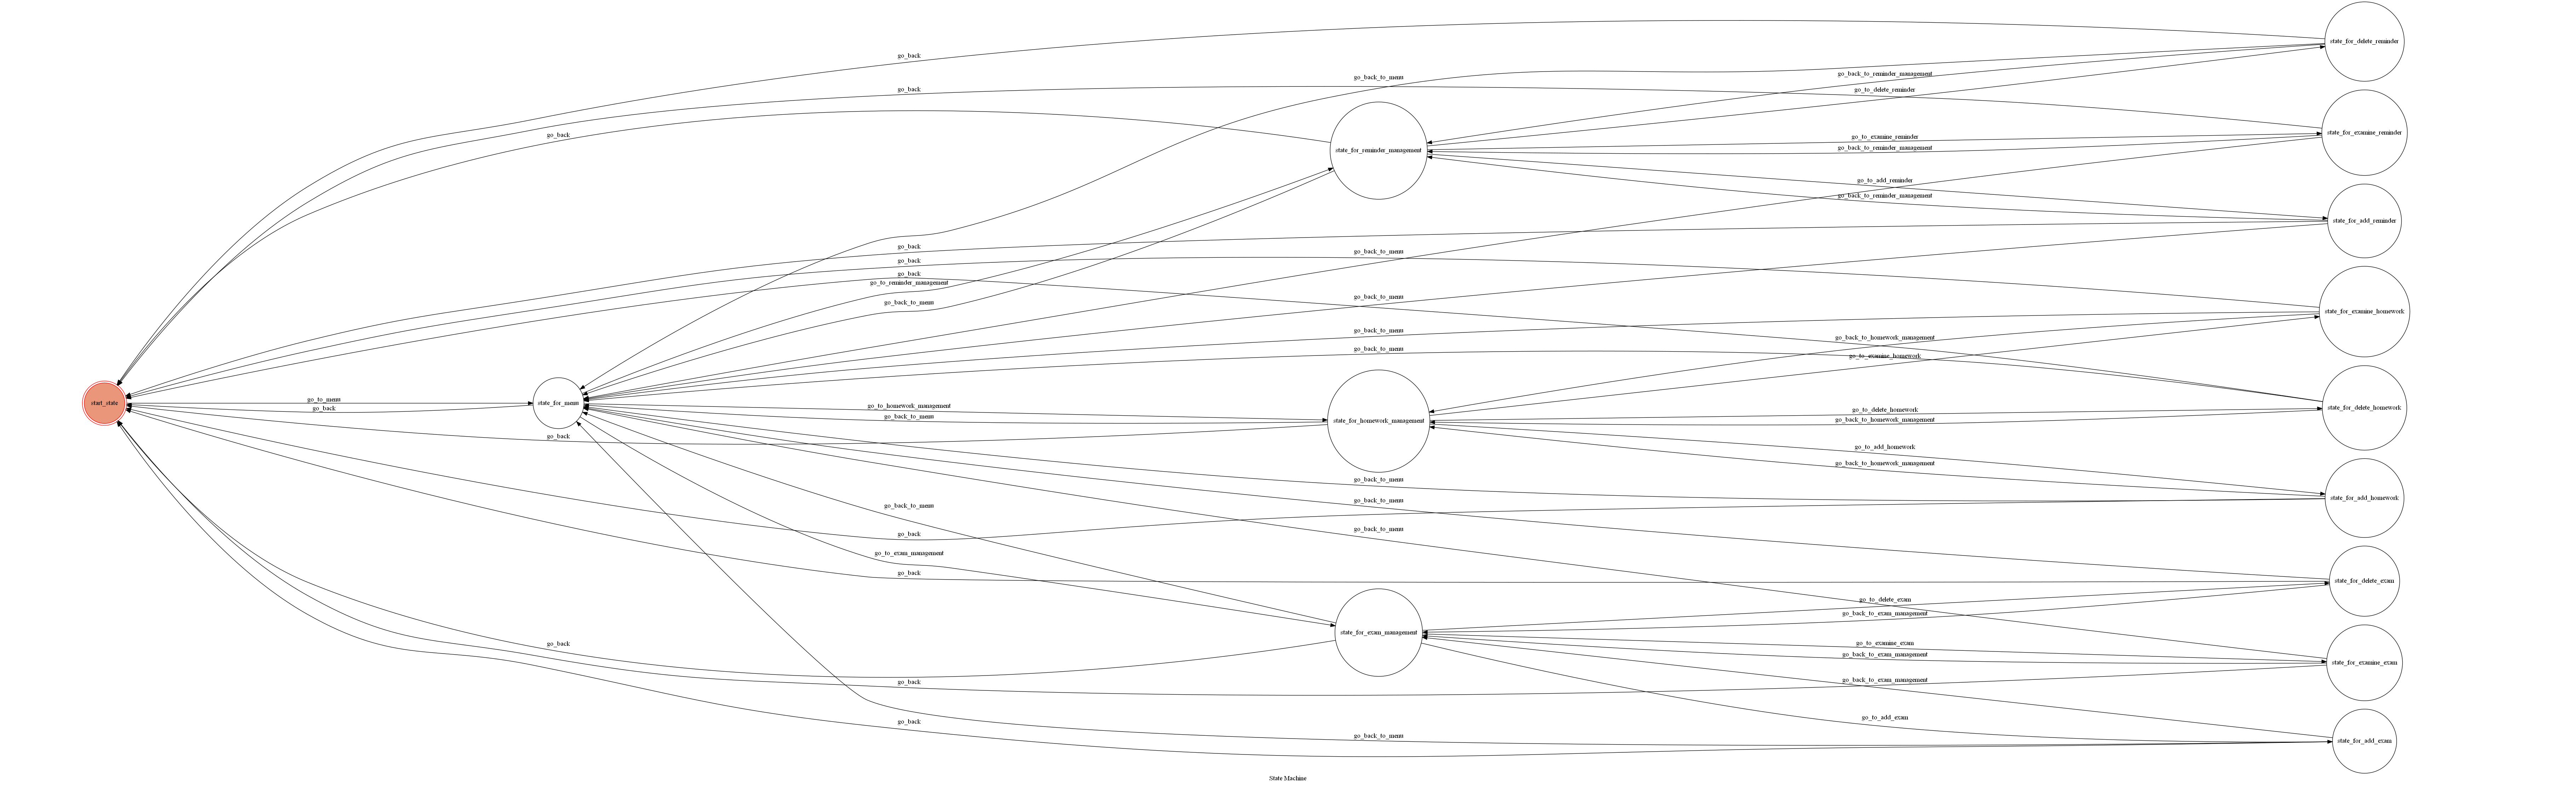 state_for_delete_reminder
go_back
go_back_to_reminder_management
go_back_to_menu
go_back
go_to_delete_reminder
state_for_examine_reminder
go_back
go_to_examine_reminder
go_back_to_reminder_management
state_for_reminder_management
go_to_add_reminder
go_back_to_reminder_management
state_for_add_reminder
go_back
go_back_to_menu
go_back
go_back
go_to_reminder_management
go_back_to_menu
go_back_to_menu
state_for_examine_homework
go_back_to_menu
go_back_to_homework_management
go_back_to_menu
go_to_examine_homework
start_state
go_to_menu
go_back
state_for_menu
go_to_homework_management
go_back_to_menu
go_back
state_for_homework_management
go_to_delete_homework
go_back_to_homework_management
state_for_delete_homework
go_to_add_homework
go_back_to_homework_management
go_back_to_menu
state_for_add_homework
go_back_to_menu
go_back_to_menu
go_back
go_back_to_menu
go_to_exam_management
go_back
state_for_delete_exam
go_to_delete_exam
go_back_to_exam_management
state_for_exam_management
go_back
go_to_examine_exam
go_back_to_exam_management
state_for_examine_exam
go_back
go_back_to_exam_management
go_to_add_exam
go_back
go_back_to_menu
state_for_add_exam
State Machine